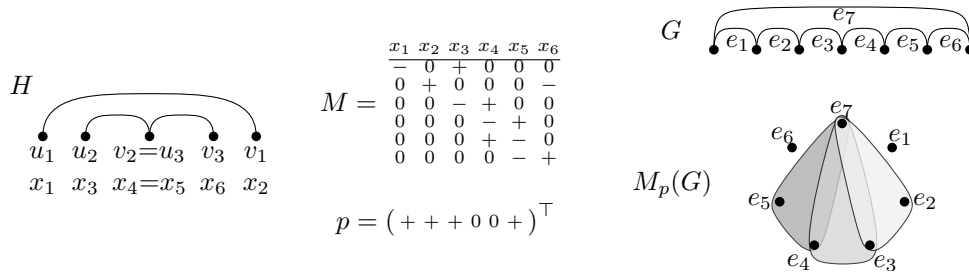 H
u₁ u₂ v₂=u₃ v₃ v₁
x₁ x₃ x₄=x₅ x₆ x₂
x₁ x₂ x₃ x₄ x₅ x₆
− 0 + 0 0 0
0 + 0 0 0 −
M = 0 0 − + 0 0
0 0 0 − + 0
0 0 0 + − 0
0 0 0 0 − +
p = ( + + + 0 0 + )⊤
G
e₇
e₁ e₂ e₃ e₄ e₅ e₆
Mₚ(G)
e₇
e₆ e₁
e₅ e₂
e₄ e₃